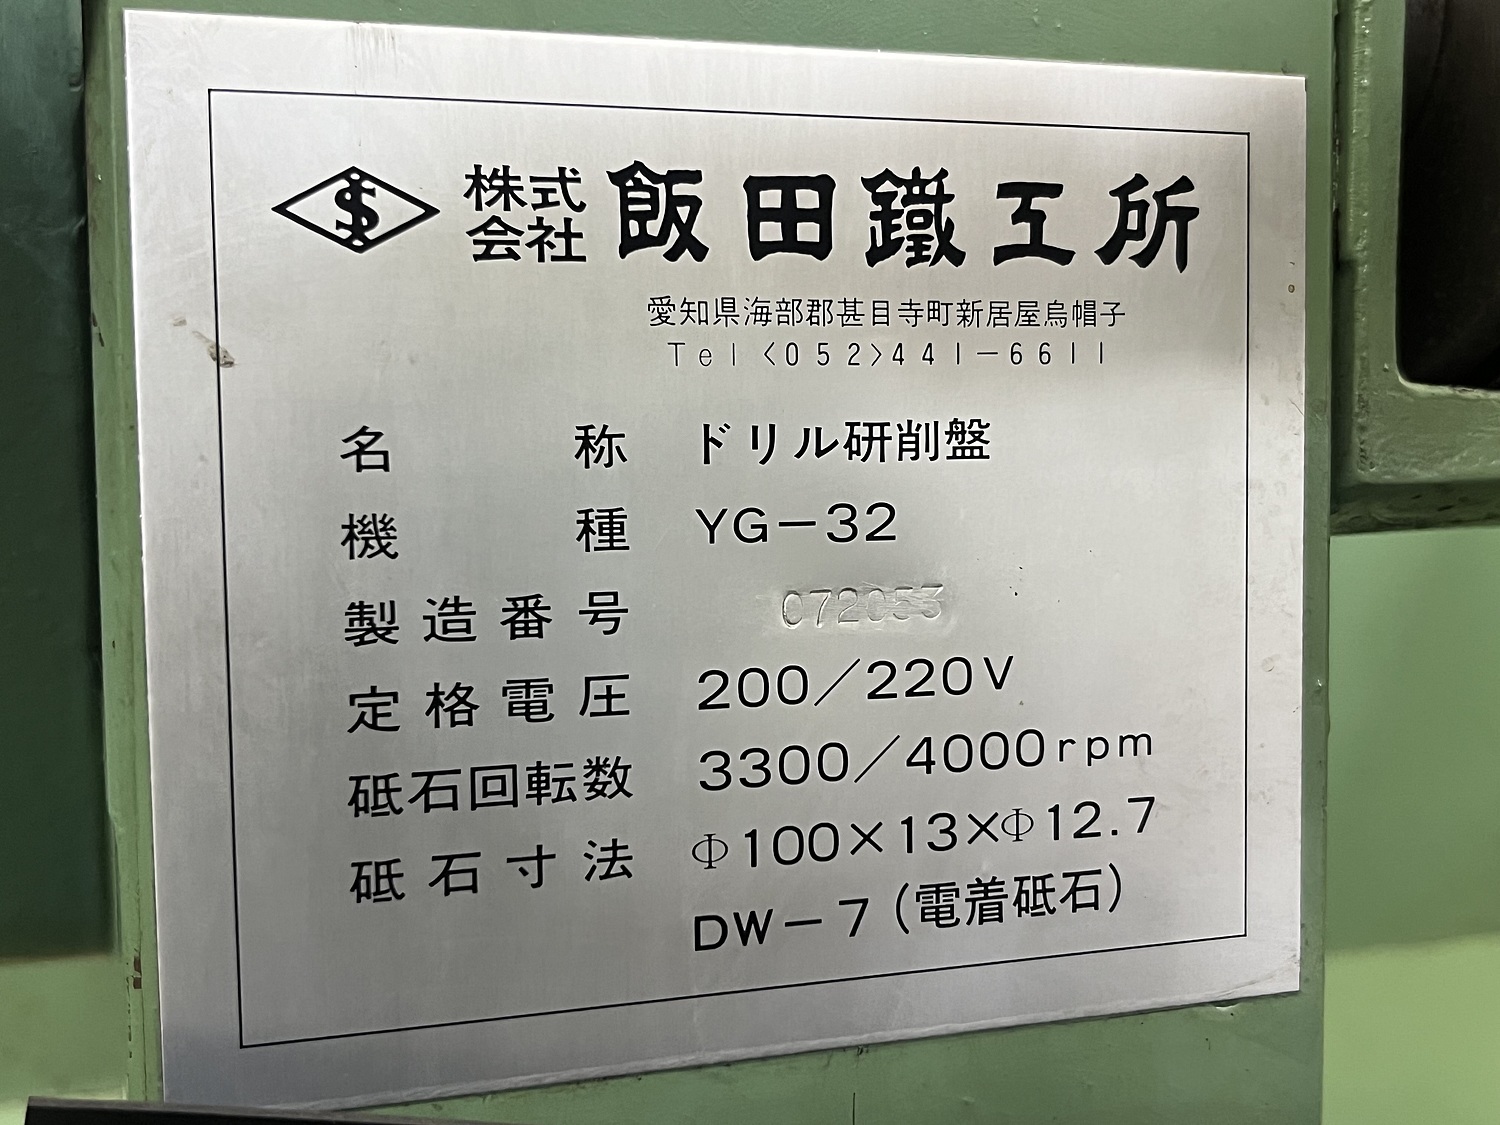 株式会社 飯田鐵工所
愛知県海部郡甚目寺町新居屋烏帽子
Tel〈052〉441-6611
名称 ドリル研削盤
機種 YG-32
製造番号 072053
定格電圧 200/220V
砥石回転数 3300/4000rpm
砥石寸法 Φ100×13×Φ12.7
DW-7(電着砥石)